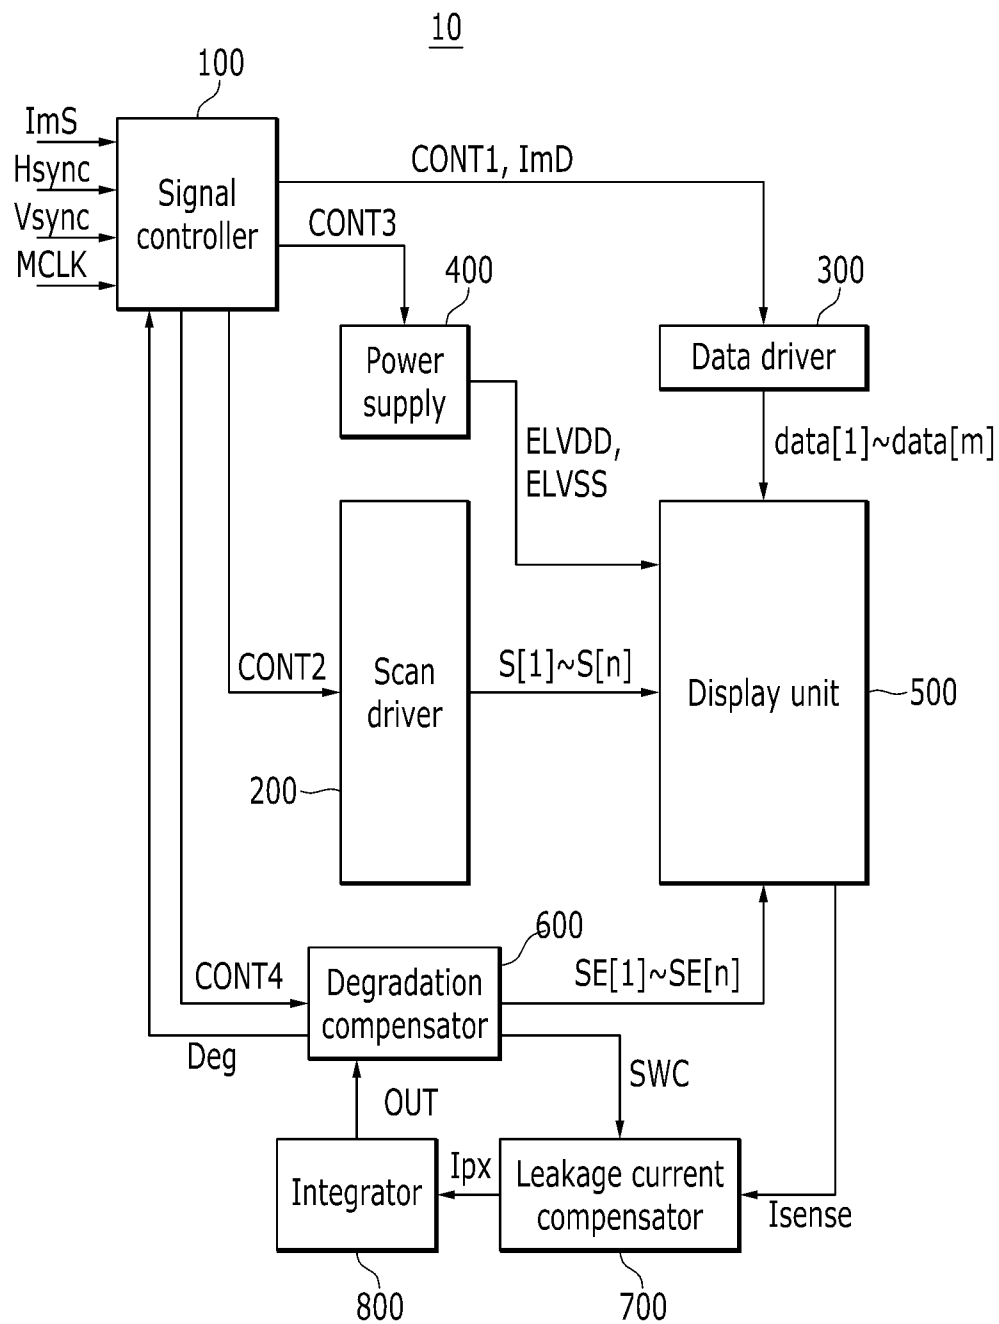 10
100
ImS
Hsync
Vsync
MCLK
Signal
controller
CONT1, ImD
CONT3
400
300
Power
supply
Data driver
ELVDD,
ELVSS
data[1]~data[m]
CONT2
Scan
driver
S[1]~S[n]
Display unit
500
200
600
CONT4
Degradation
compensator
SE[1]~SE[n]
Deg
SWC
OUT
Integrator
Ipx
Leakage current
compensator
Isense
800
700